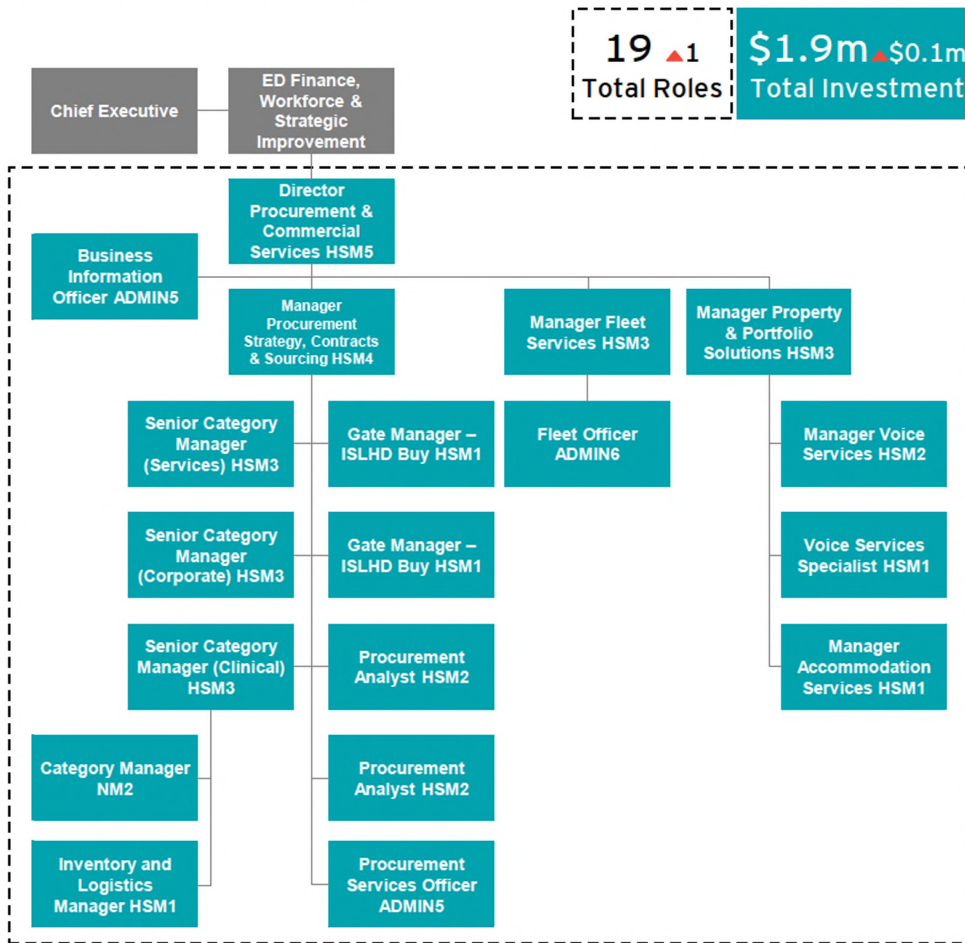 19 ▲1
Total Roles
$1.9m ▲$0.1m
Total Investment
Chief Executive
ED Finance,
Workforce &
Strategic
Improvement
Director
Procurement &
Commercial
Services HSM5
Business
Information
Officer ADMIN5
Manager
Procurement
Strategy, Contracts
& Sourcing HSM4
Manager Fleet
Services HSM3
Manager Property
& Portfolio
Solutions HSM3
Senior Category
Manager
(Services) HSM3
Gate Manager –
ISLHD Buy HSM1
Fleet Officer
ADMIN6
Manager Voice
Services HSM2
Senior Category
Manager
(Corporate) HSM3
Gate Manager –
ISLHD Buy HSM1
Voice Services
Specialist HSM1
Senior Category
Manager (Clinical)
HSM3
Procurement
Analyst HSM2
Manager
Accommodation
Services HSM1
Category Manager
NM2
Procurement
Analyst HSM2
Inventory and
Logistics
Manager HSM1
Procurement
Services Officer
ADMIN5